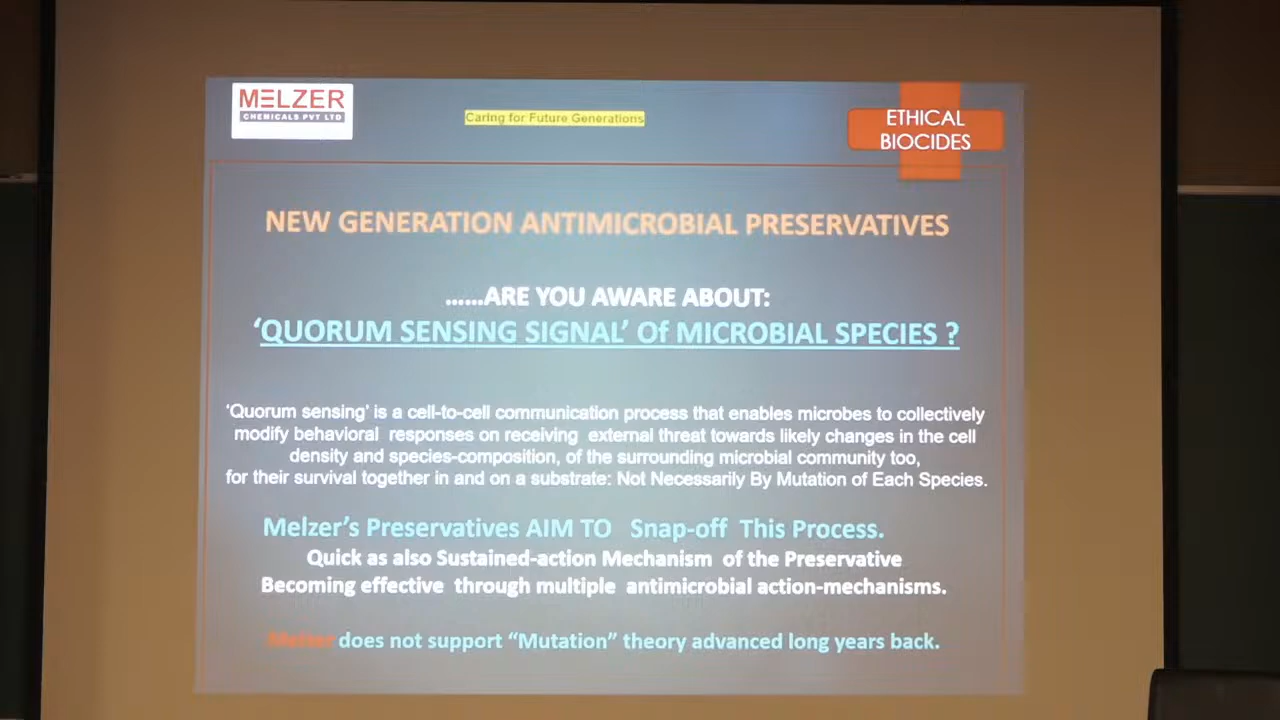 MELZER
CHEMICALS PVT LTD
Caring for Future Generations
ETHICAL
BIOCIDES
NEW GENERATION ANTIMICROBIAL PRESERVATIVES
......ARE YOU AWARE ABOUT:
‘QUORUM SENSING SIGNAL’ Of MICROBIAL SPECIES ?
‘Quorum sensing’ is a cell-to-cell communication process that enables microbes to collectively
modify behavioral responses on receiving external threat towards likely changes in the cell
density and species-composition, of the surrounding microbial community too,
for their survival together in and on a substrate: Not Necessarily By Mutation of Each Species.
Melzer’s Preservatives AIM TO Snap-off This Process.
Quick as also Sustained-action Mechanism of the Preservative
Becoming effective through multiple antimicrobial action-mechanisms.
Melzer does not support “Mutation” theory advanced long years back.